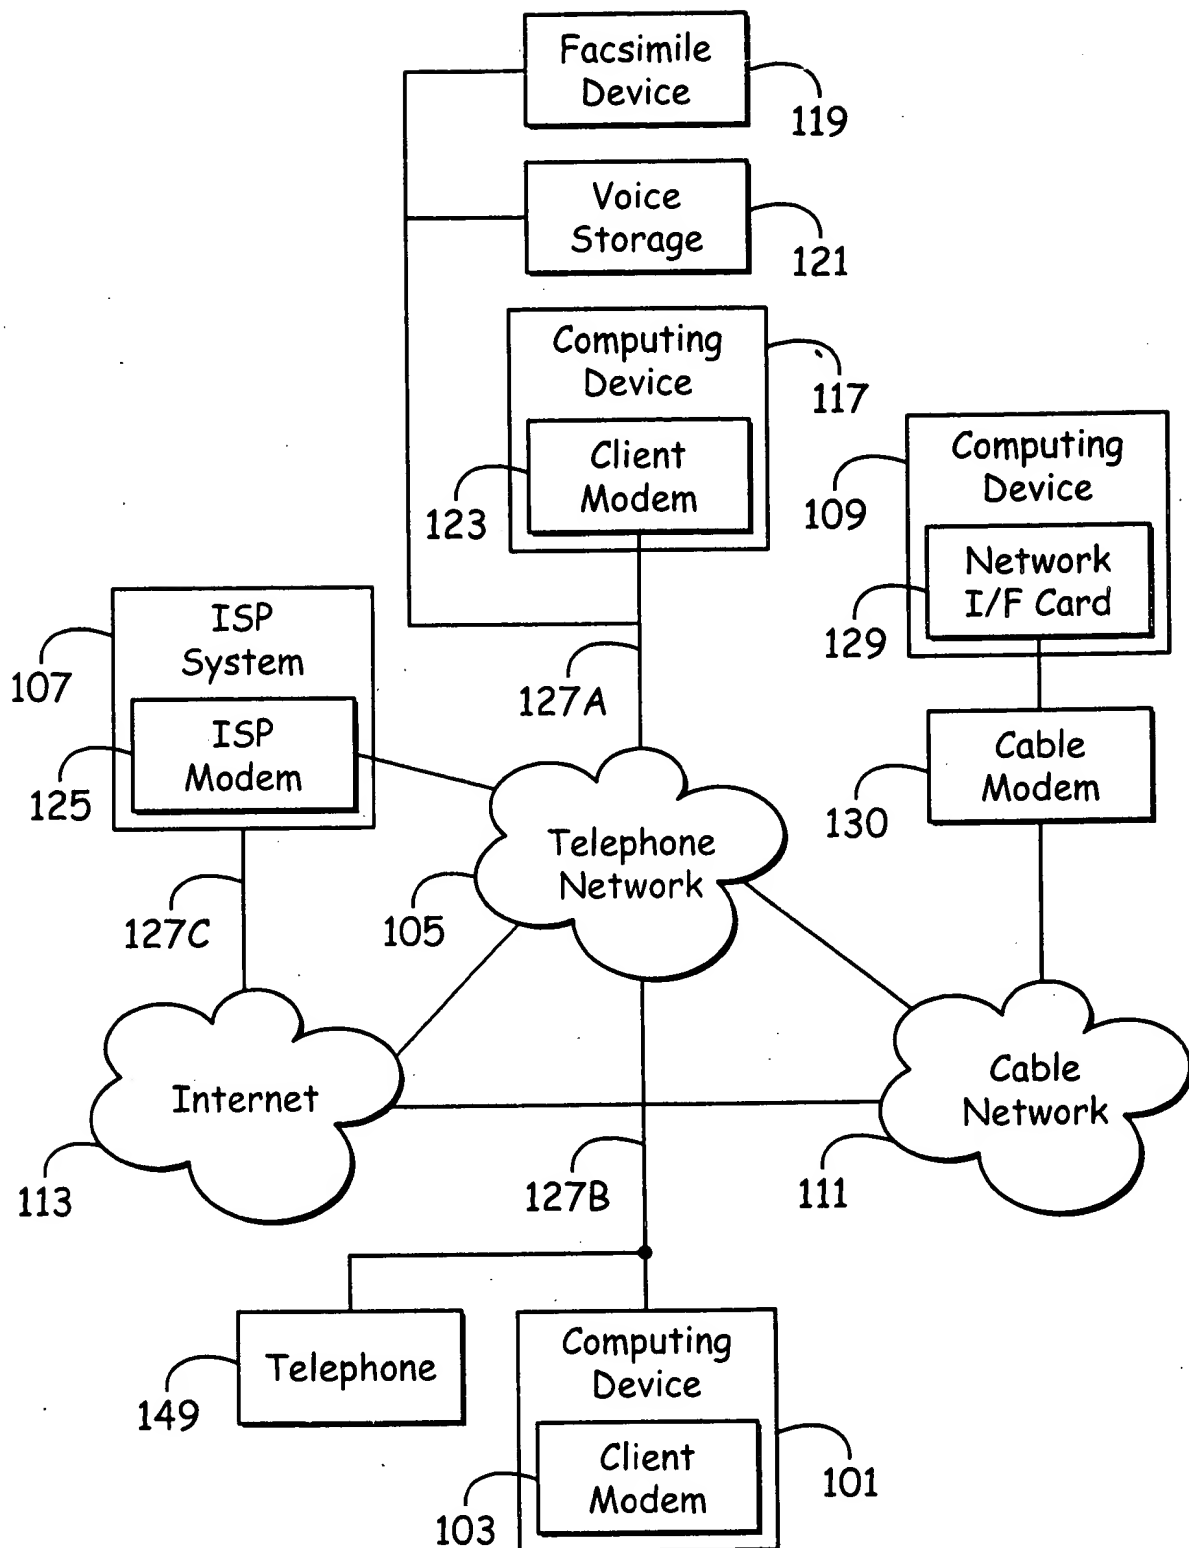 Facsimile
Device
119
Voice
Storage
121
Computing
Device
117
Client
Modem
123
Computing
Device
109
Network
I/F Card
129
ISP
System
107
127A
ISP
Modem
125
Cable
Modem
130
Telephone
Network
105
127C
Internet
113
Cable
Network
111
127B
Telephone
149
Computing
Device
101
Client
Modem
103